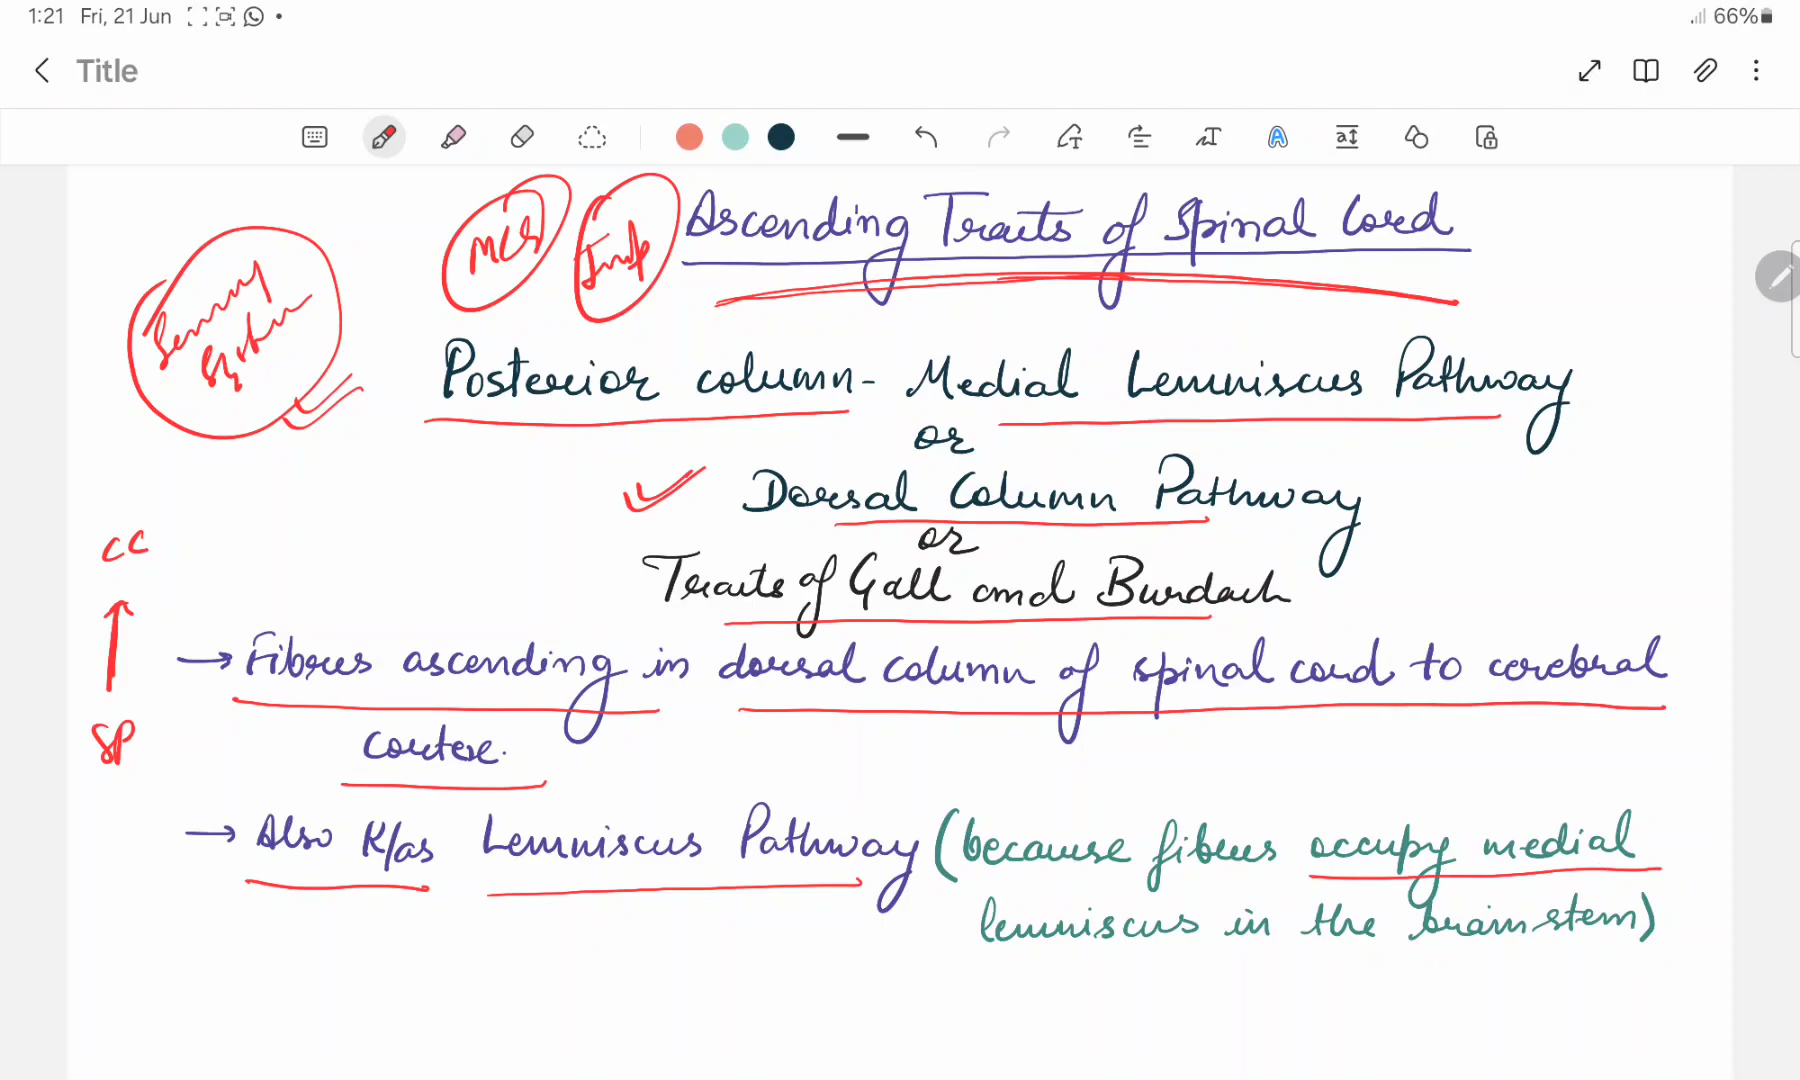 1:21 Fri, 21 Jun
66%
Title
Ascending Traits of Spinal Cord
MCQ
Imp
Sensory
System
Posterior column - Medial Lemniscus Pathway
or
Dorsal Column Pathway
or
Traits of Gall and Burdach
CC
SP
→ Fibres ascending in dorsal column of spinal cord to cerebral
cortex.
→ Also K/as Lemniscus Pathway (because fibres occupy medial
lemniscus in the brainstem)